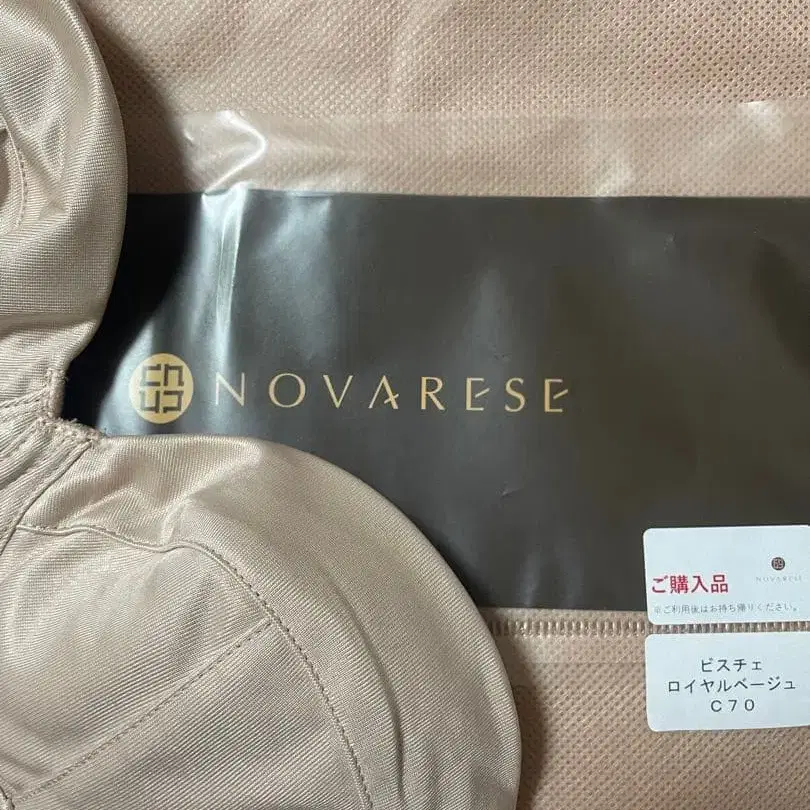 NOVARESE
NOVARESE
ご購入品
※ご利用後はお持ち帰りください。
ビスチェ
ロイヤルベージュ
C70